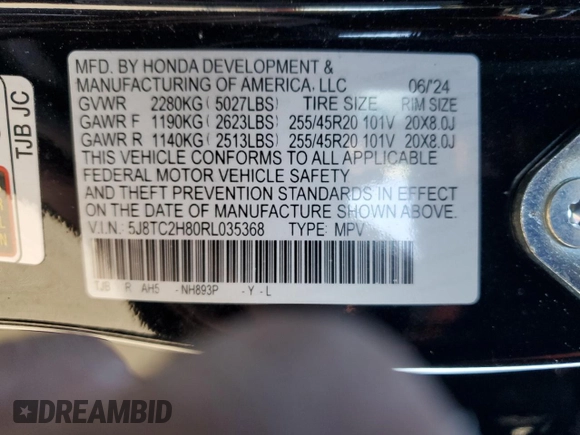 MFD. BY HONDA DEVELOPMENT &
MANUFACTURING OF AMERICA, LLC 06/'24
GVWR 2280KG ( 5027LBS) TIRE SIZE RIM SIZE
GAWR F 1190KG ( 2623LBS) 255/45R20 101V 20X8.0J
GAWR R 1140KG ( 2513LBS) 255/45R20 101V 20X8.0J
THIS VEHICLE CONFORMS TO ALL APPLICABLE
FEDERAL MOTOR VEHICLE SAFETY
AND THEFT PREVENTION STANDARDS IN EFFECT
ON THE DATE OF MANUFACTURE SHOWN ABOVE.
V.I.N.: 5J8TC2H80RL035368 TYPE: MPV
TJB - R AH5 - NH893P - Y - L
TJB JC
DREAMBID